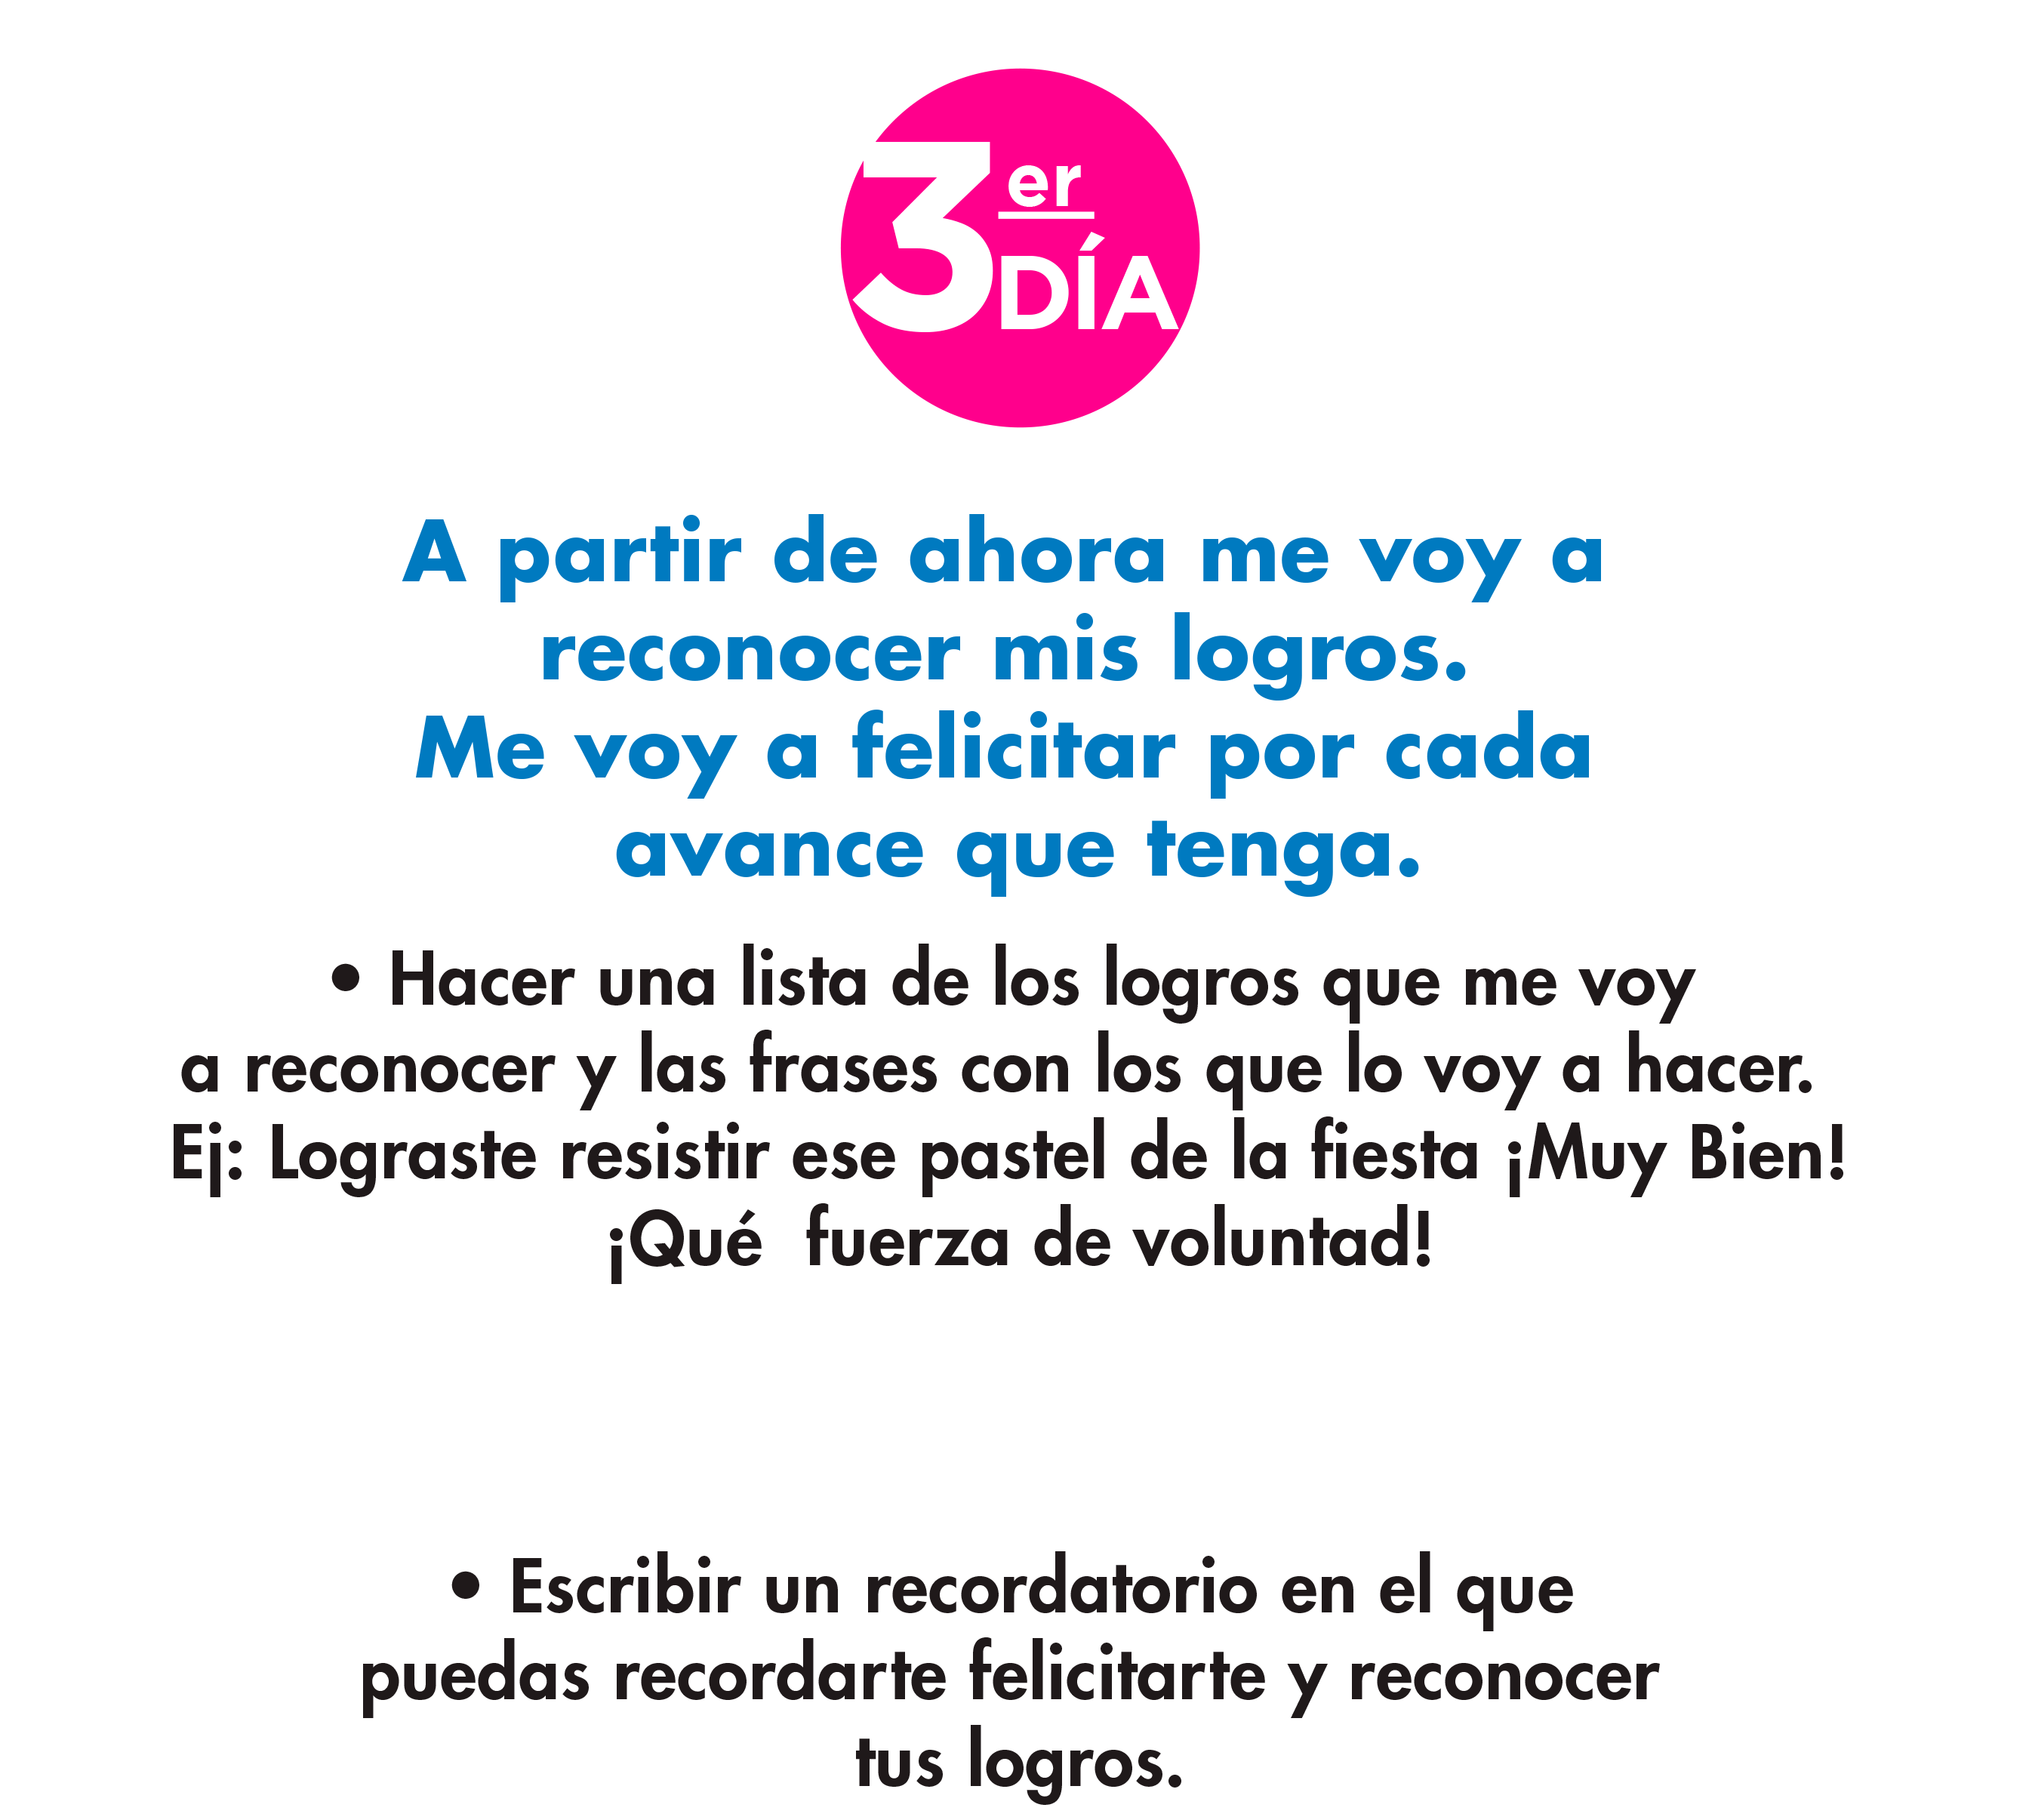 3er DÍA
A partir de ahora me voy a
reconocer mis logros.
Me voy a felicitar por cada
avance que tenga.
• Hacer una lista de los logros que me voy
a reconocer y las frases con los que lo voy a hacer.
Ej: Lograste resistir ese pastel de la fiesta ¡Muy Bien!
¡Qué  fuerza de voluntad!
• Escribir un recordatorio en el que
puedas recordarte felicitarte y reconocer
tus logros.